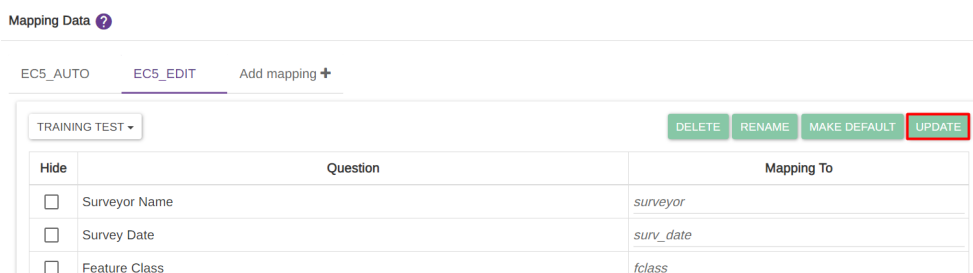 Mapping Data ?
EC5_AUTO EC5_EDIT Add mapping +
TRAINING TEST DELETE RENAME MAKE DEFAULT UPDATE
Hide Question Mapping To
Surveyor Name surveyor
Survey Date surv_date
Feature Class fclass